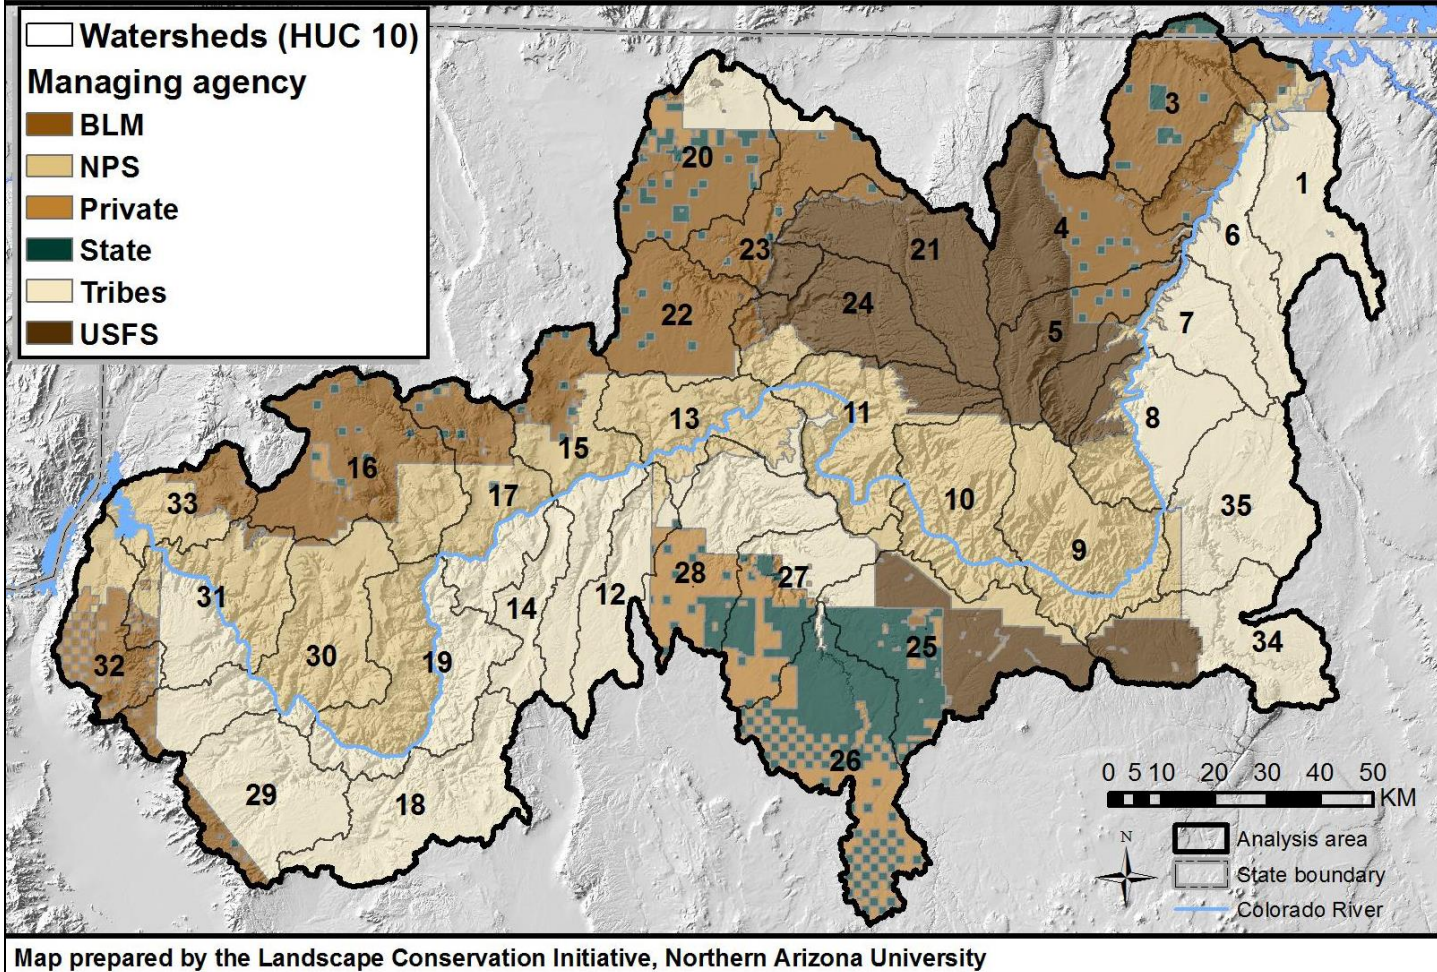 Watersheds (HUC 10)
Managing agency
BLM
NPS
Private
State
Tribes
USFS
3
20
1
4
6
23
21
22
24
5
7
13
11
8
15
16
17
33
10
35
9
28
27
31
14
12
30
19
32
25
34
26
29
18
0 5 10 20 30 40 50
KM
N
Analysis area
State boundary
Colorado River
Map prepared by the Landscape Conservation Initiative, Northern Arizona University